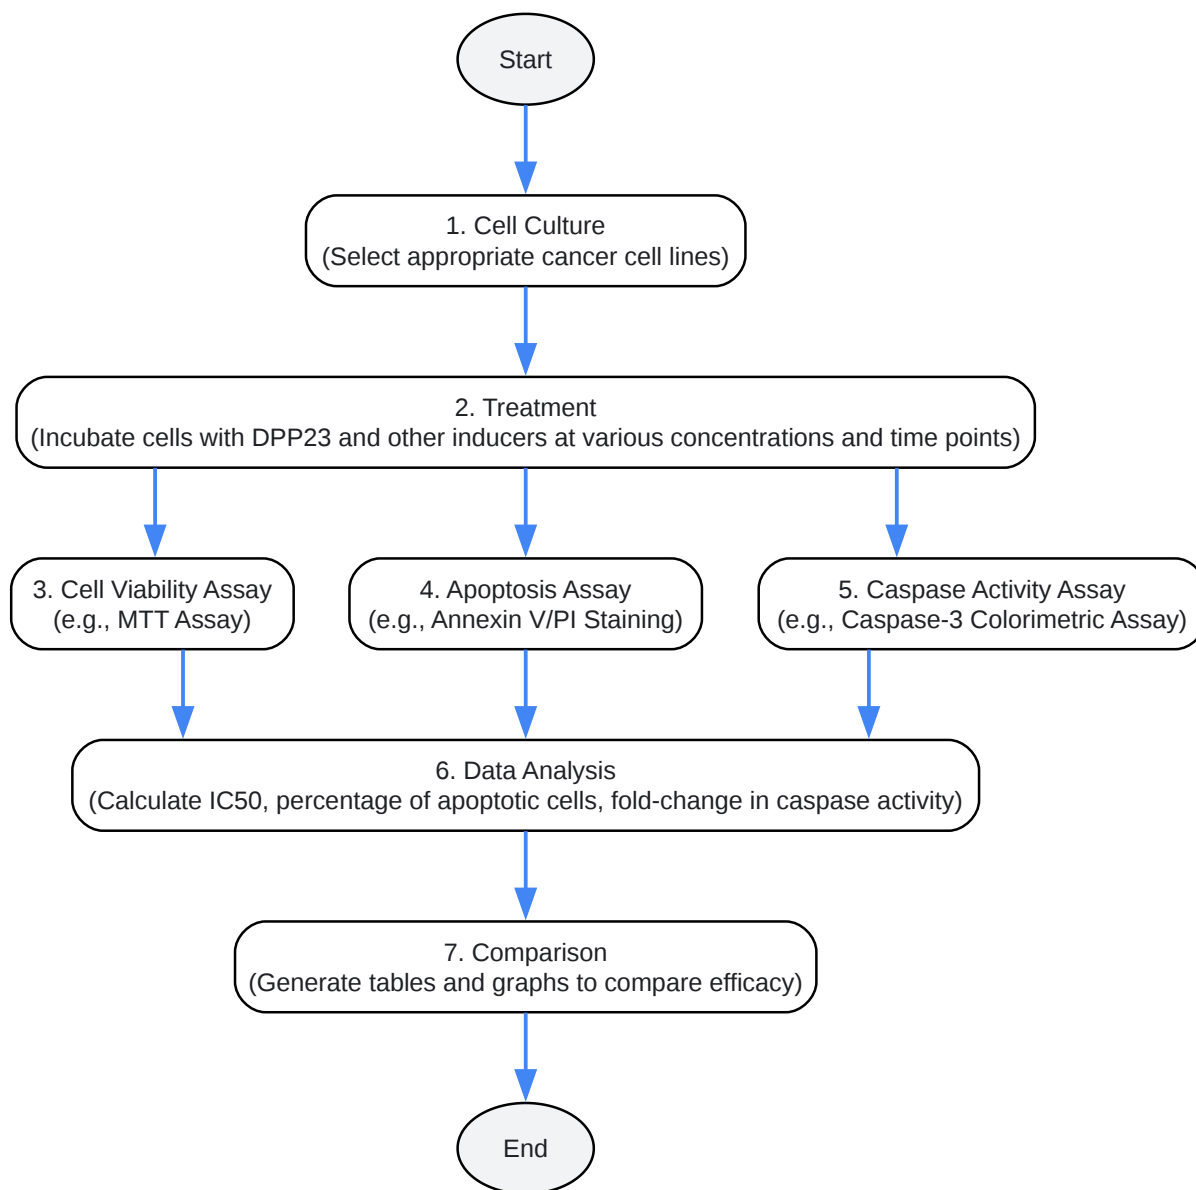 Start
1. Cell Culture
(Select appropriate cancer cell lines)
2. Treatment
(Incubate cells with DPP23 and other inducers at various concentrations and time points)
3. Cell Viability Assay
(e.g., MTT Assay)
4. Apoptosis Assay
(e.g., Annexin V/PI Staining)
5. Caspase Activity Assay
(e.g., Caspase-3 Colorimetric Assay)
6. Data Analysis
(Calculate IC50, percentage of apoptotic cells, fold-change in caspase activity)
7. Comparison
(Generate tables and graphs to compare efficacy)
End